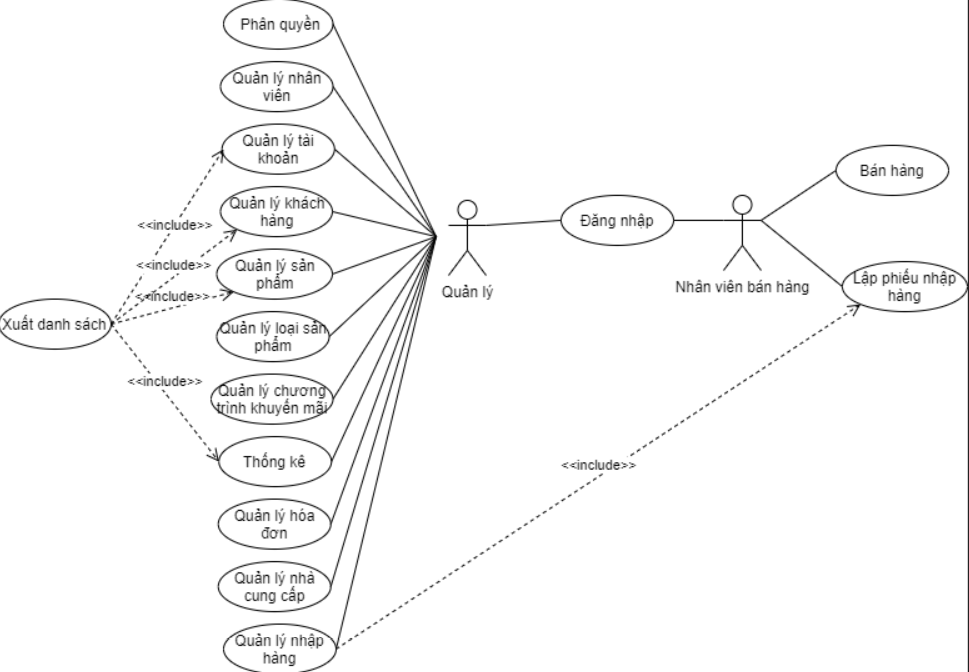 Phân quyền
Quản lý nhân
viên
Quản lý tài
khoản
Quản lý khách
hàng
Quản lý sản
phẩm
Quản lý loại sản
phẩm
Quản lý chương
trình khuyến mãi
Thống kê
Quản lý hóa
đơn
Quản lý nhà
cung cấp
Quản lý nhập
hàng
Xuất danh sách
<<include>>
<<include>>
<<include>>
<<include>>
Quản lý
Đăng nhập
Nhân viên bán hàng
Bán hàng
Lập phiếu nhập
hàng
<<include>>